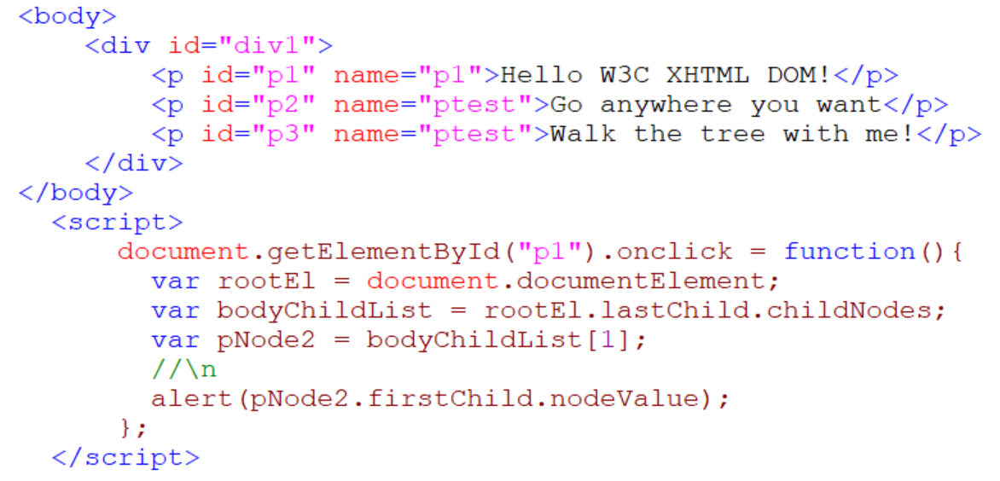 <body>
<div id="div1">
<p id="p1" name="p1">Hello W3C XHTML DOM!</p>
<p id="p2" name="ptest">Go anywhere you want</p>
<p id="p3" name="ptest">Walk the tree with me!</p>
</div>
</body>
<script>
document.getElementById("p1").onclick = function(){
var rootEl = document.documentElement;
var bodyChildList = rootEl.lastChild.childNodes;
var pNode2 = bodyChildList[1];
//\n
alert(pNode2.firstChild.nodeValue);
};
</script>